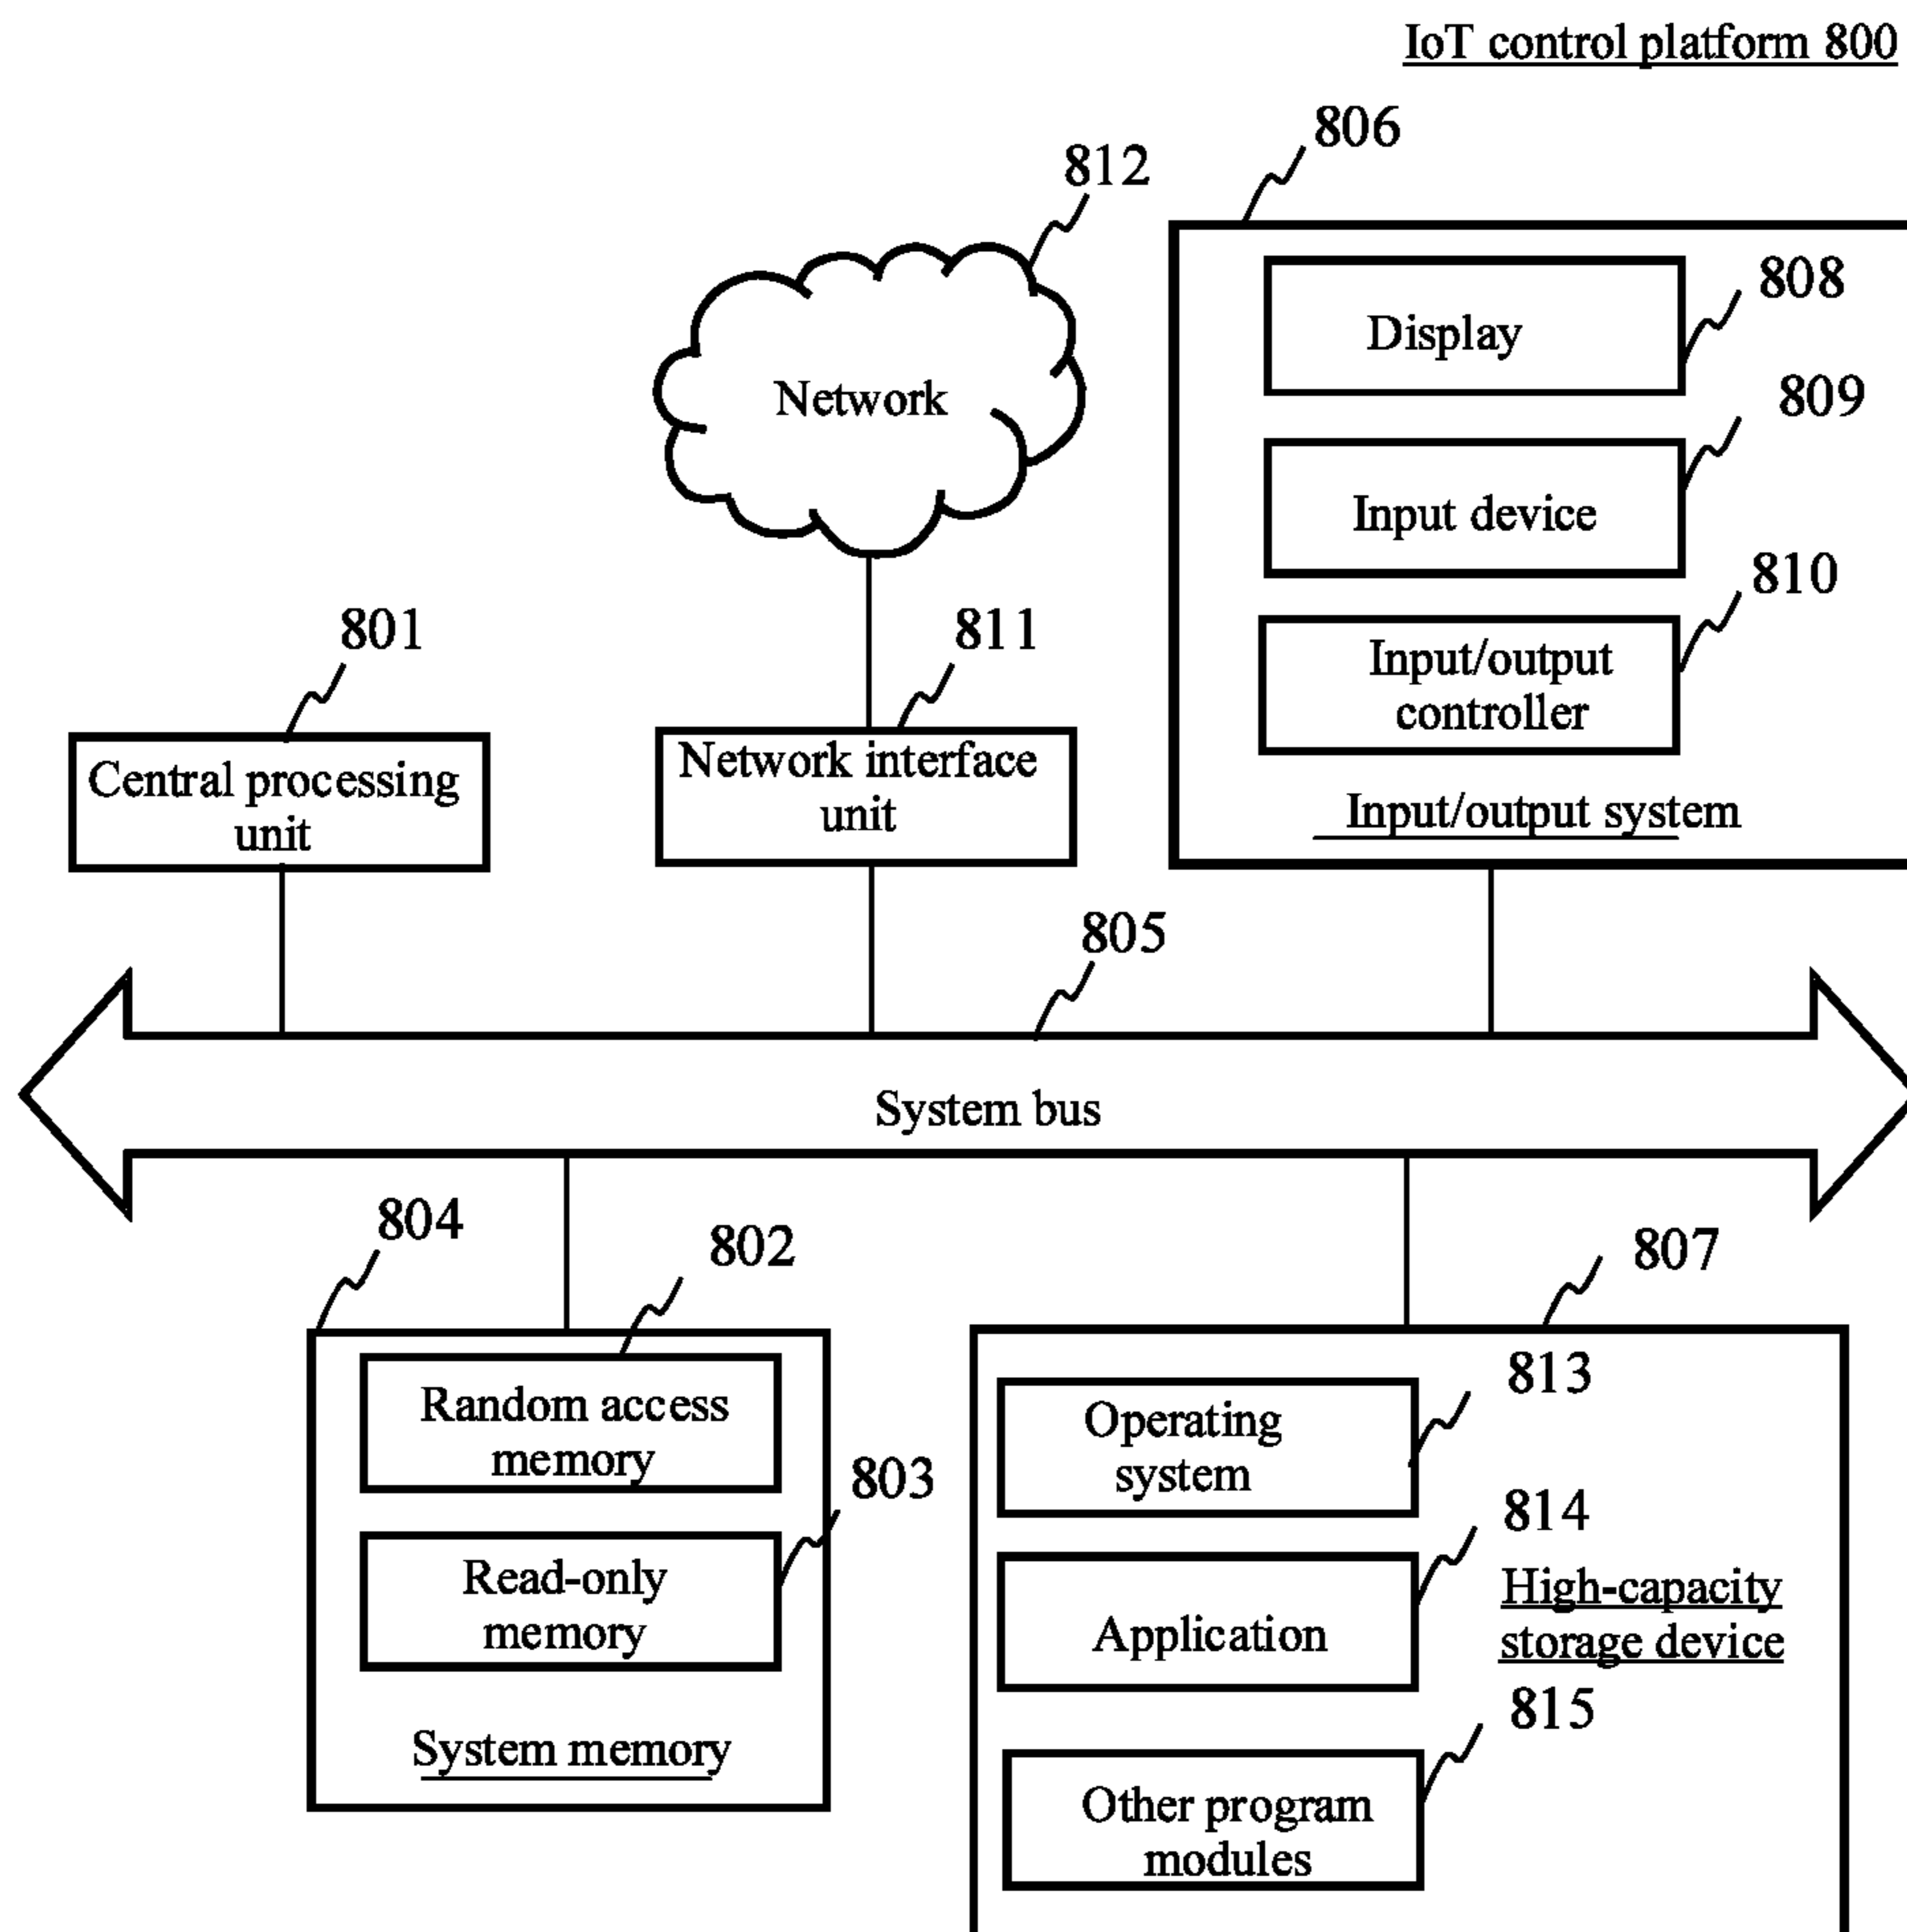 IoT control platform 800
806
812
808
Display
809
Network
Input device
810
801
811
Input/output
controller
Central processing
unit
Network interface
unit
Input/output system
805
System bus
804
802
807
Random access
memory
813
Operating
system
803
Read-only
memory
814
Application
High-capacity
storage device
815
System memory
Other program
modules